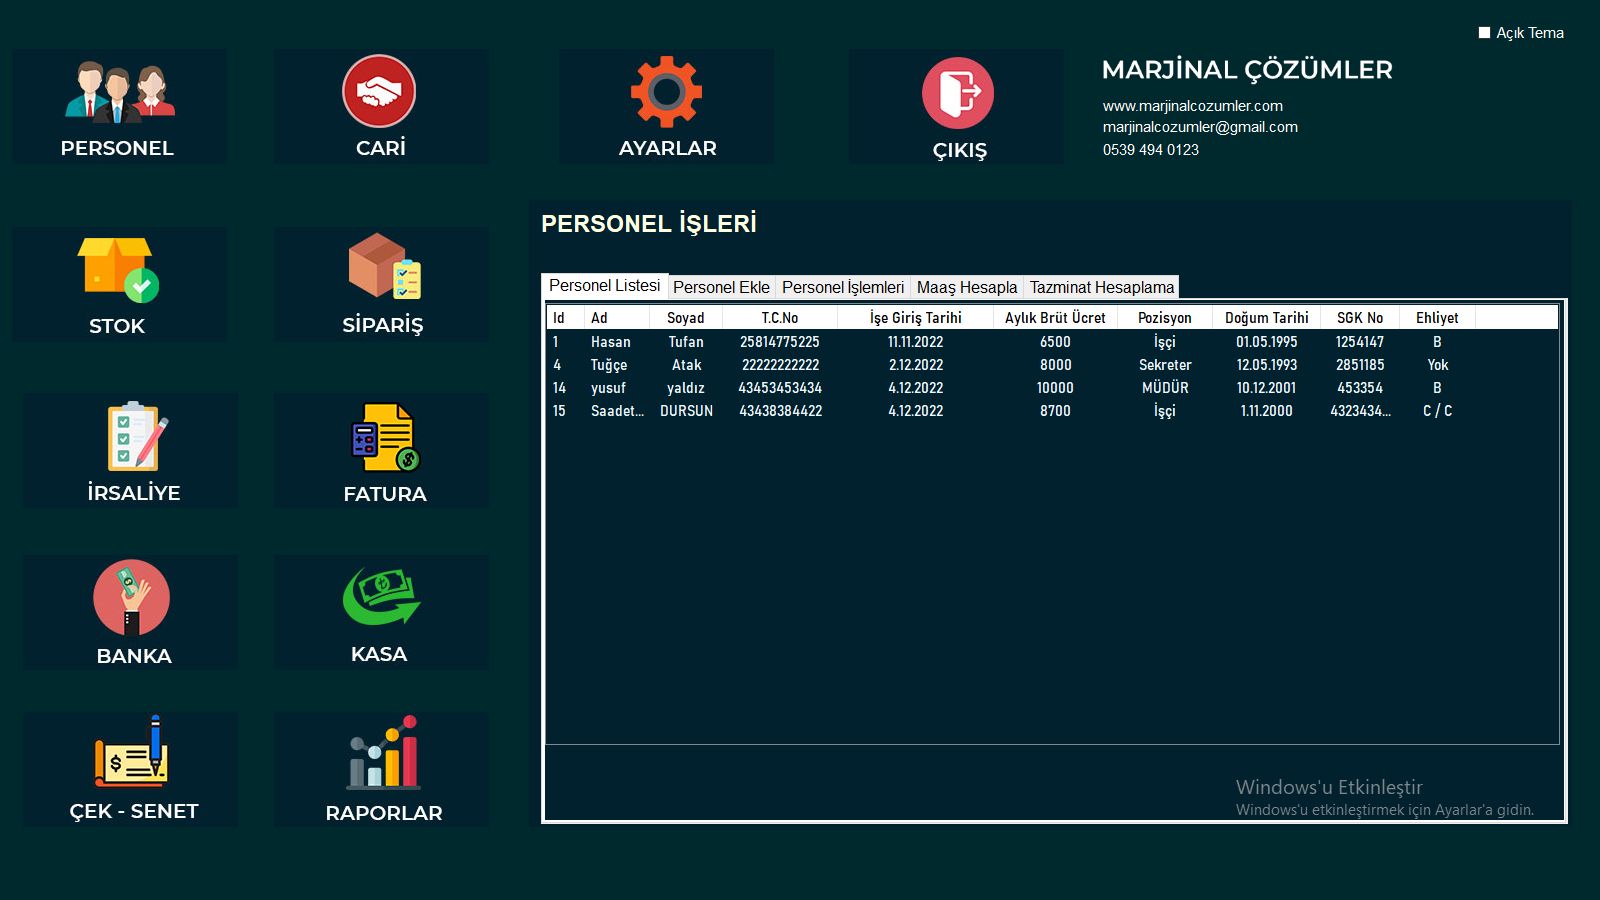 Açık Tema
PERSONEL
CARİ
AYARLAR
ÇIKIŞ
MARJİNAL ÇÖZÜMLER
www.marjinalcozumler.com
marjinalcozumler@gmail.com
0539 494 0123
STOK
SİPARİŞ
İRSALİYE
FATURA
BANKA
KASA
ÇEK - SENET
RAPORLAR
PERSONEL İŞLERİ
Personel Listesi Personel Ekle Personel İşlemleri Maaş Hesapla Tazminat Hesaplama
Id Ad Soyad T.C.No İşe Giriş Tarihi Aylık Brüt Ücret Pozisyon Doğum Tarihi SGK No Ehliyet
1 Hasan Tufan 25814775225 11.11.2022 6500 İşçi 01.05.1995 1254147 B
4 Tuğçe Atak 22222222222 2.12.2022 8000 Sekreter 12.05.1993 2851185 Yok
14 yusuf yaldız 43453453434 4.12.2022 10000 MÜDÜR 10.12.2001 453354 B
15 Saadet... DURSUN 43438384422 4.12.2022 8700 İşçi 1.11.2000 4323434... C / C
Windows'u Etkinleştir
Windows'u etkinleştirmek için Ayarlar'a gidin.